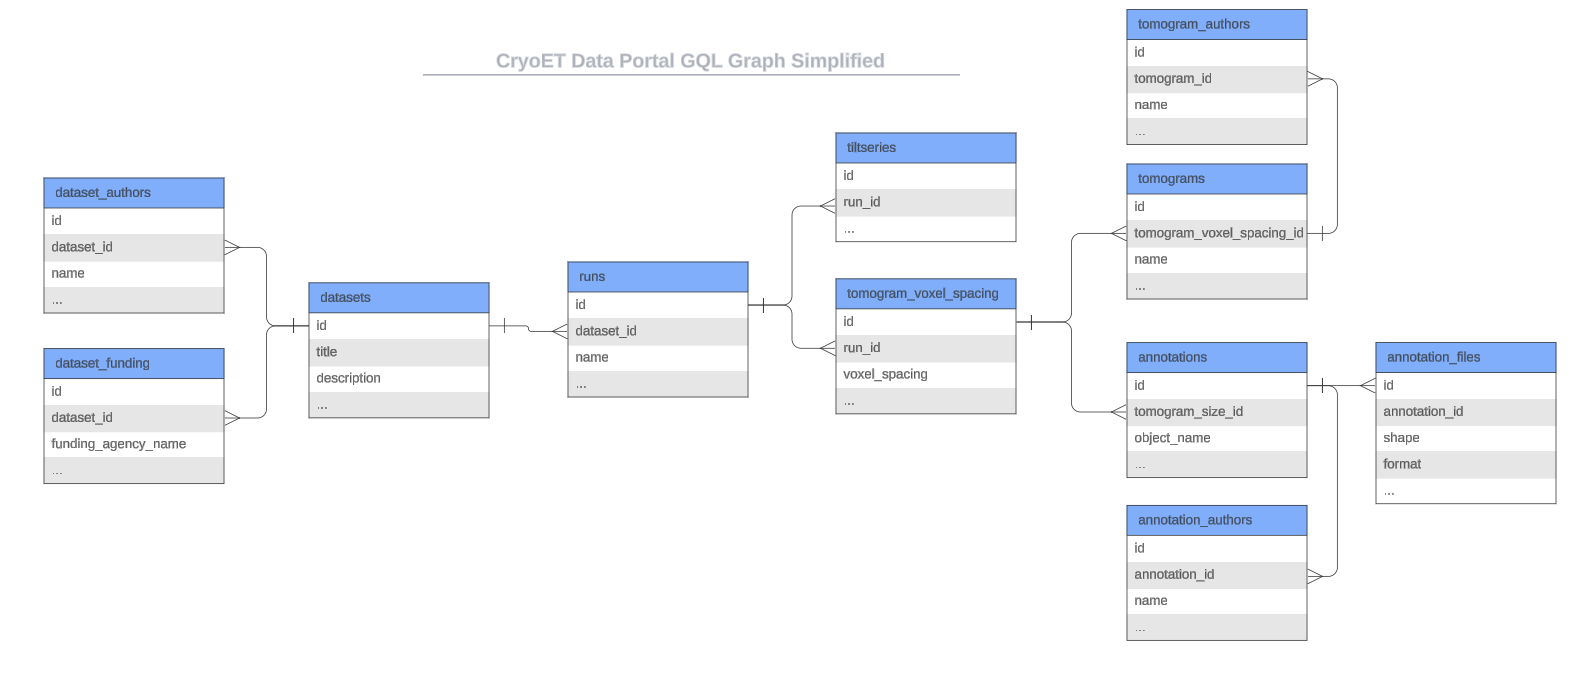 CryoET Data Portal GQL Graph Simplified
dataset_authors
id
dataset_id
name
...
dataset_funding
id
dataset_id
funding_agency_name
...
datasets
id
title
description
...
runs
id
dataset_id
name
...
tiltseries
id
run_id
...
tomogram_voxel_spacing
id
run_id
voxel_spacing
...
tomogram_authors
id
tomogram_id
name
...
tomograms
id
tomogram_voxel_spacing_id
name
...
annotations
id
tomogram_size_id
object_name
...
annotation_authors
id
annotation_id
name
...
annotation_files
id
annotation_id
shape
format
...